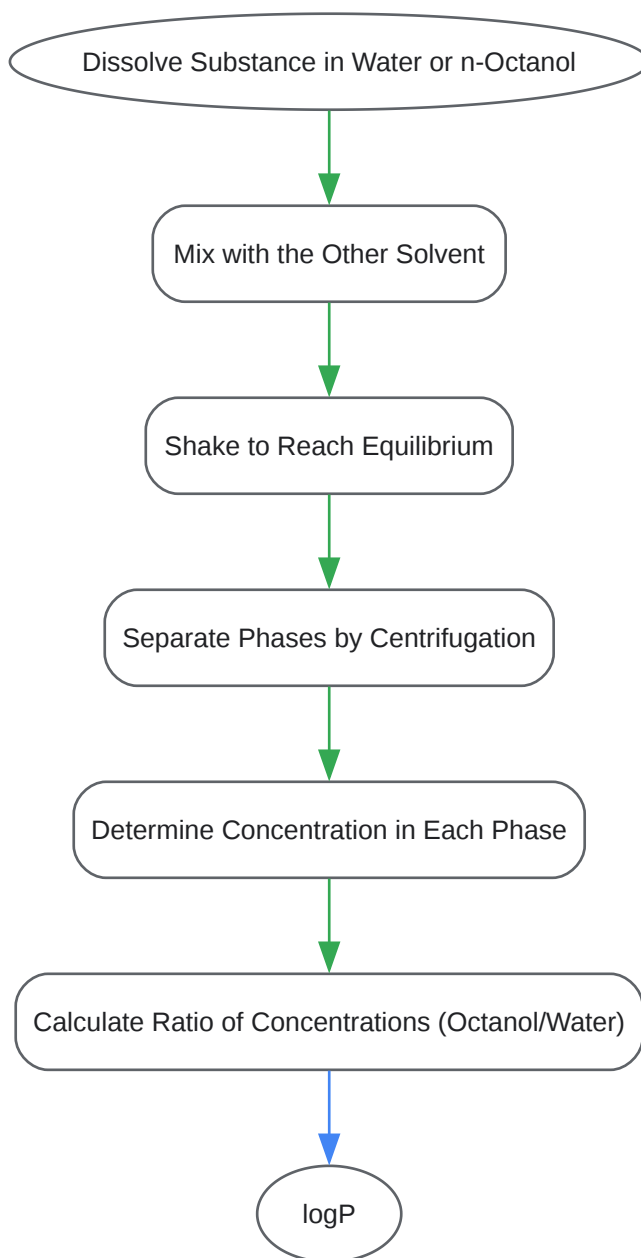 Dissolve Substance in Water or n-Octanol
Mix with the Other Solvent
Shake to Reach Equilibrium
Separate Phases by Centrifugation
Determine Concentration in Each Phase
Calculate Ratio of Concentrations (Octanol/Water)
logP